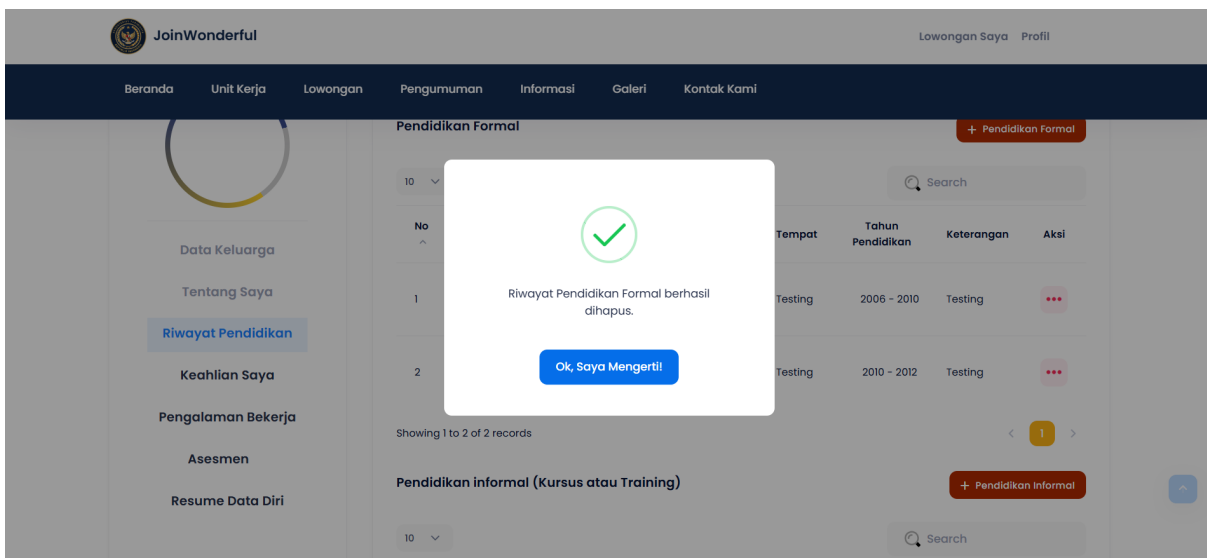 JoinWonderful
Lowongan Saya Profil
Beranda Unit Kerja Lowongan Pengumuman Informasi Galeri Kontak Kami
Pendidikan Formal
+ Pendidikan Formal
10
Search
No Tempat Tahun Pendidikan Keterangan Aksi
Data Keluarga
Tentang Saya
Riwayat Pendidikan
Keahlian Saya
Pengalaman Bekerja
Asesmen
Resume Data Diri
1 Testing 2006 - 2010 Testing
Riwayat Pendidikan Formal berhasil
dihapus.
Ok, Saya Mengerti!
2 Testing 2010 - 2012 Testing
Showing 1 to 2 of 2 records
< 1 >
Pendidikan informal (Kursus atau Training)
+ Pendidikan Informal
10
Search